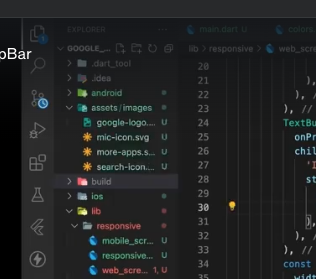 EXPLORER ...
main.dart U
colors.
pBar
GOOGLE_...
lib > responsive > web_scre
.dart_tool
.idea
android
assets/images
google-logo....
mic-icon.svg U
more-apps.s... U
search-icon.... U
build
ios
lib
responsive
mobile_scr... U
responsive... U
web_scre... 1, U
20
21 ),
22 ), //
23 ), //
24 TextBu
25 onPr
26 chil
27 'I
28 st
29
30
31 ),
32 ), /
33 ), //
34 const
35 widt